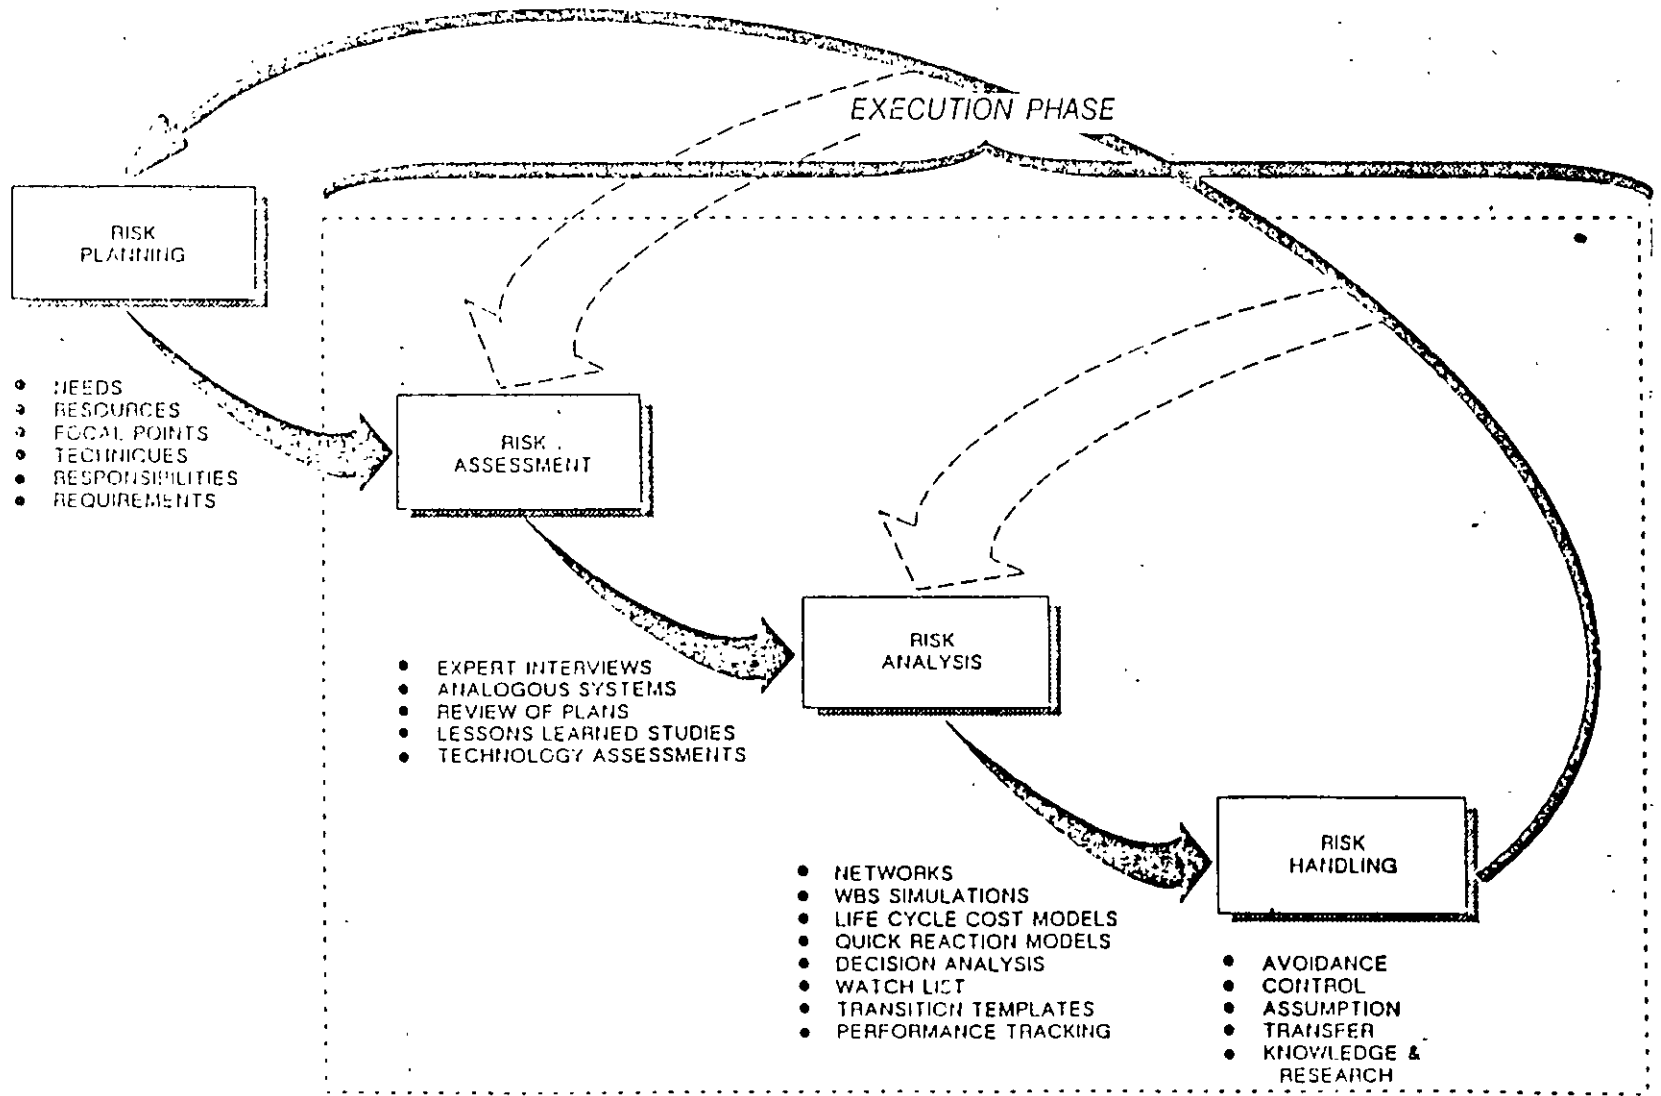 EXECUTION PHASE
RISK
PLANNING
• NEEDS
• RESOURCES
• FOCAL POINTS
• TECHNIQUES
• RESPONSIBILITIES
• REQUIREMENTS
RISK
ASSESSMENT
• EXPERT INTERVIEWS
• ANALOGOUS SYSTEMS
• REVIEW OF PLANS
• LESSONS LEARNED STUDIES
• TECHNOLOGY ASSESSMENTS
RISK
ANALYSIS
• NETWORKS
• WBS SIMULATIONS
• LIFE CYCLE COST MODELS
• QUICK REACTION MODELS
• DECISION ANALYSIS
• WATCH LIST
• TRANSITION TEMPLATES
• PERFORMANCE TRACKING
RISK
HANDLING
• AVOIDANCE
• CONTROL
• ASSUMPTION
• TRANSFER
• KNOWLEDGE &
RESEARCH